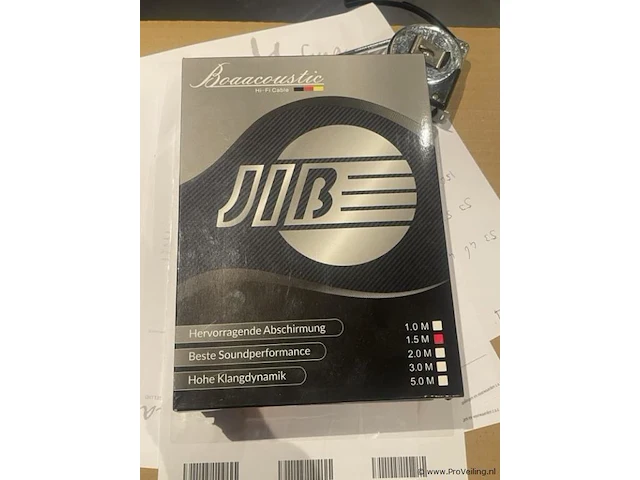 Boaacoustic
Hi-Fi Cable
JIB
Hervorragende Abschirmung
Beste Soundperformance
Hohe Klangdynamik
1.0 M
1.5 M
2.0 M
3.0 M
5.0 M
© www.ProVeiling.nl